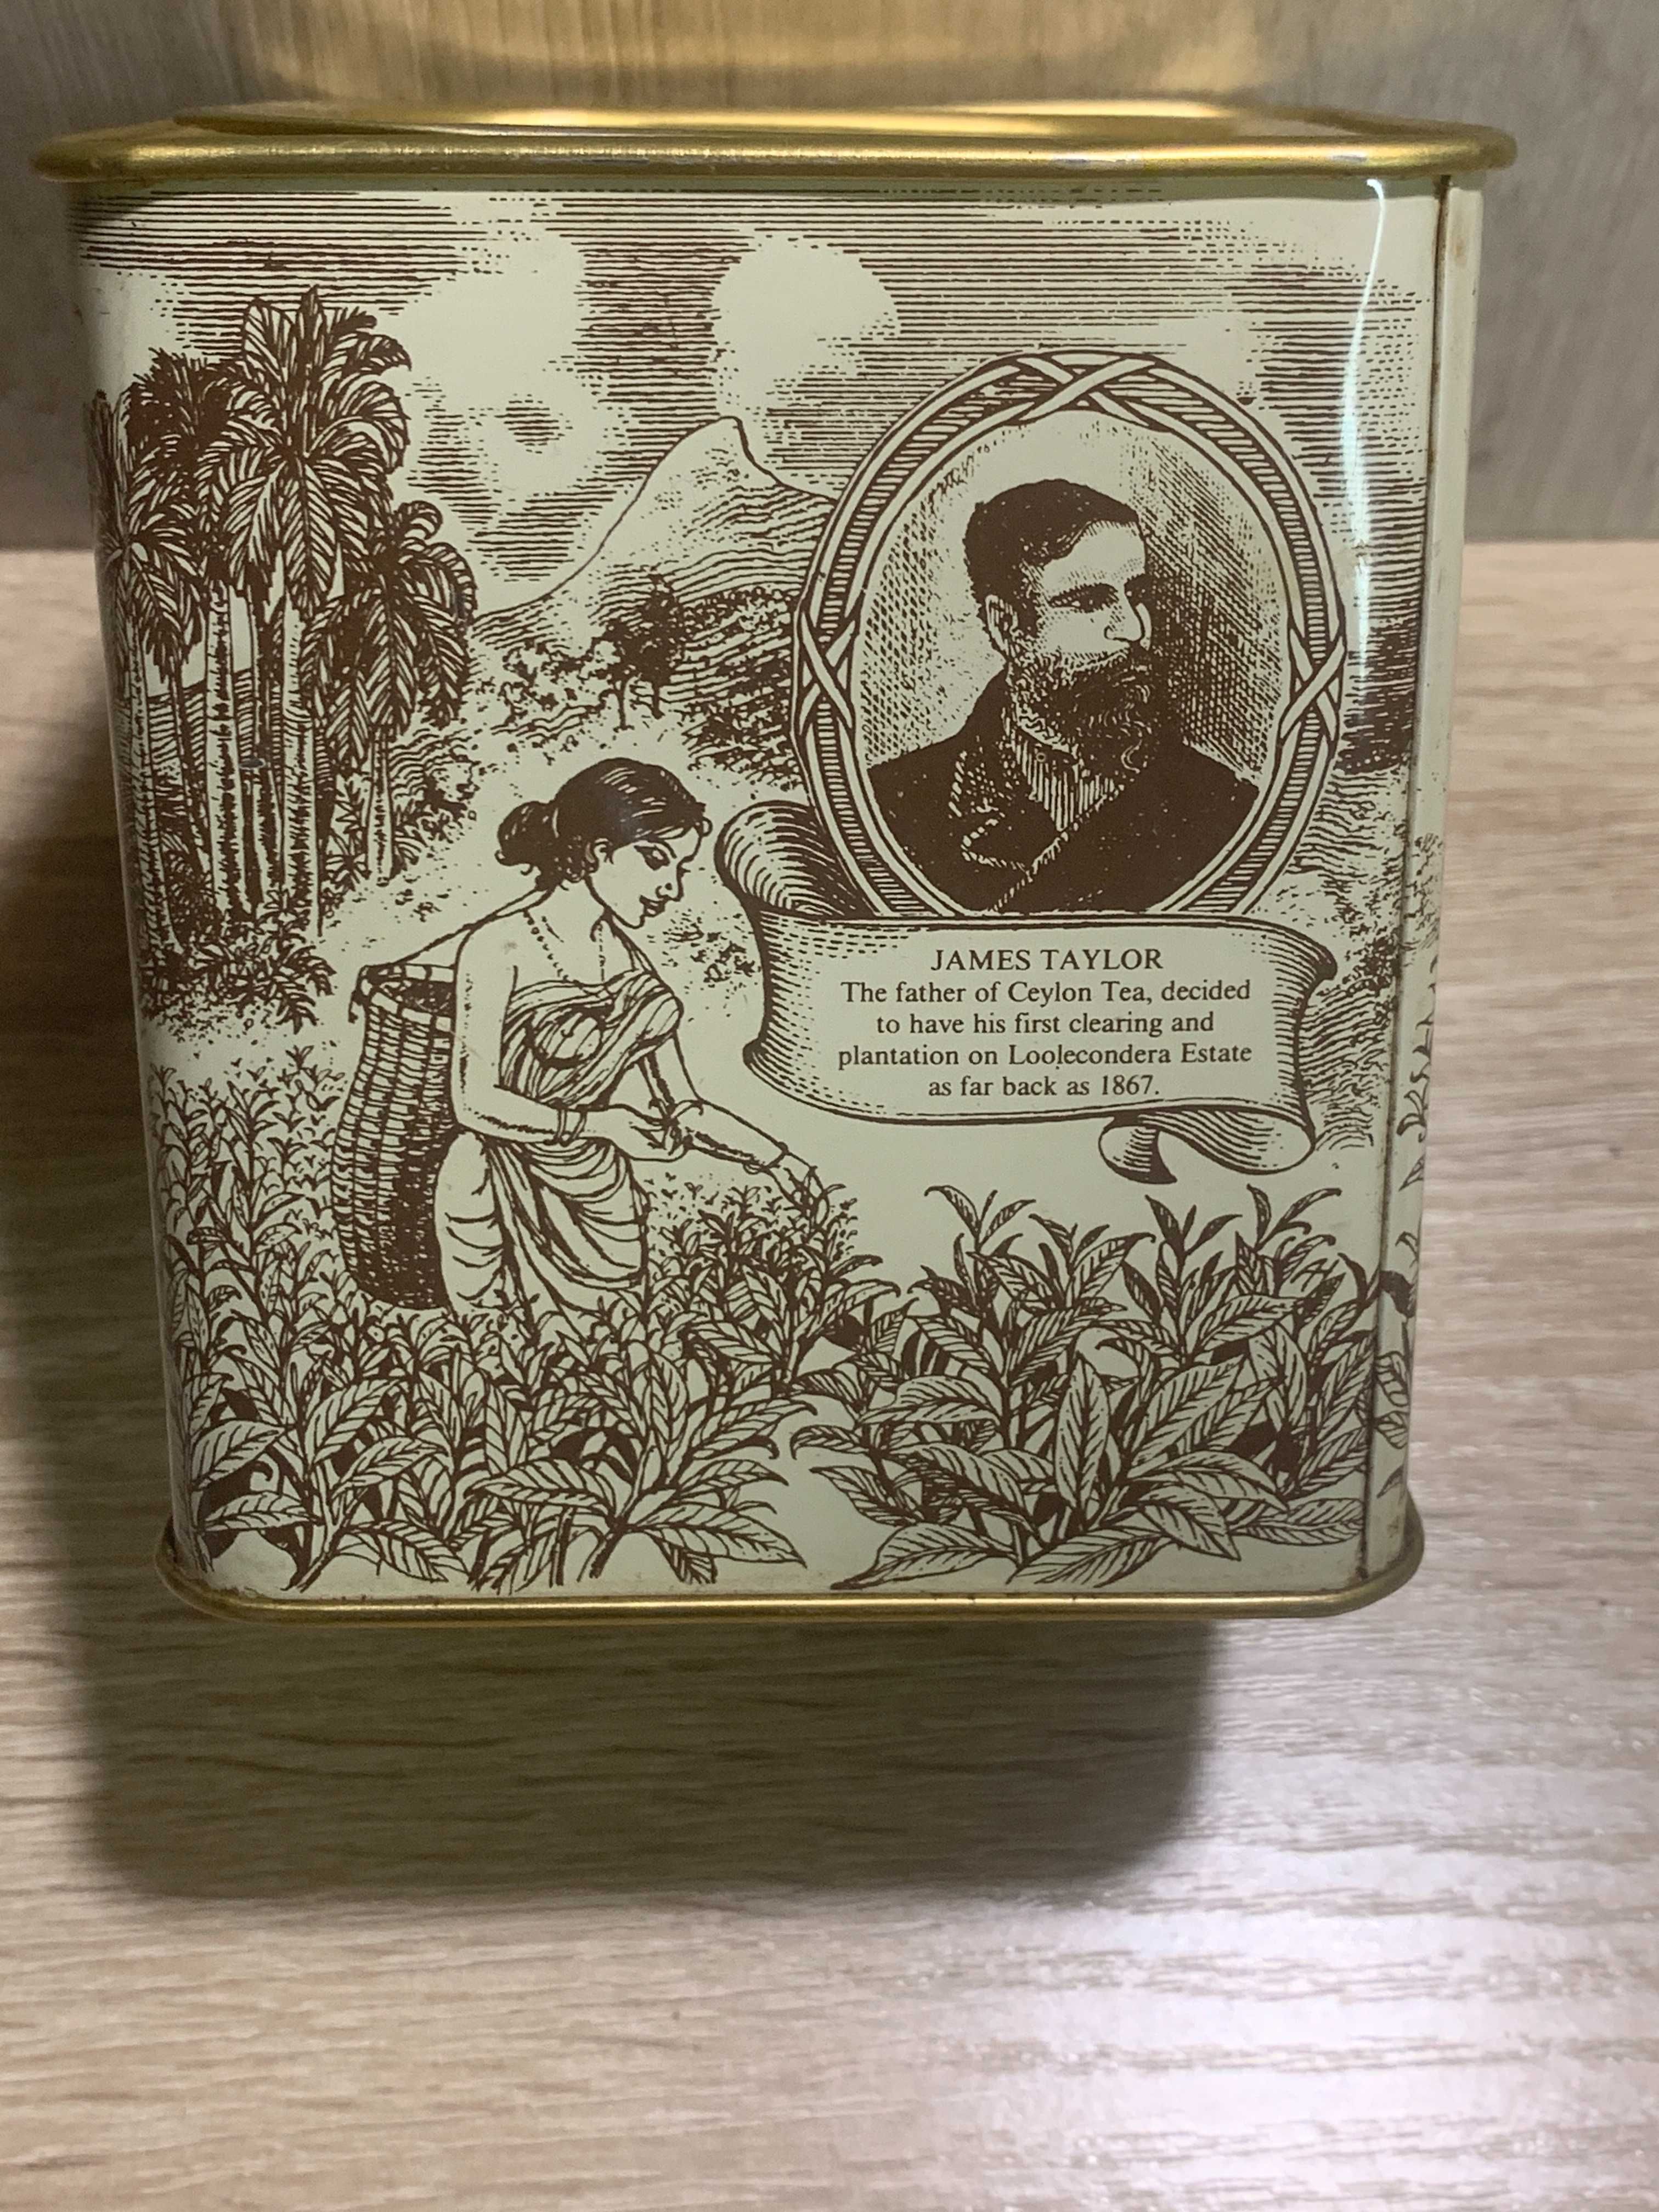 JAMES TAYLOR
The father of Ceylon Tea, decided
to have his first clearing and
plantation on Loolecondera Estate
as far back as 1867.